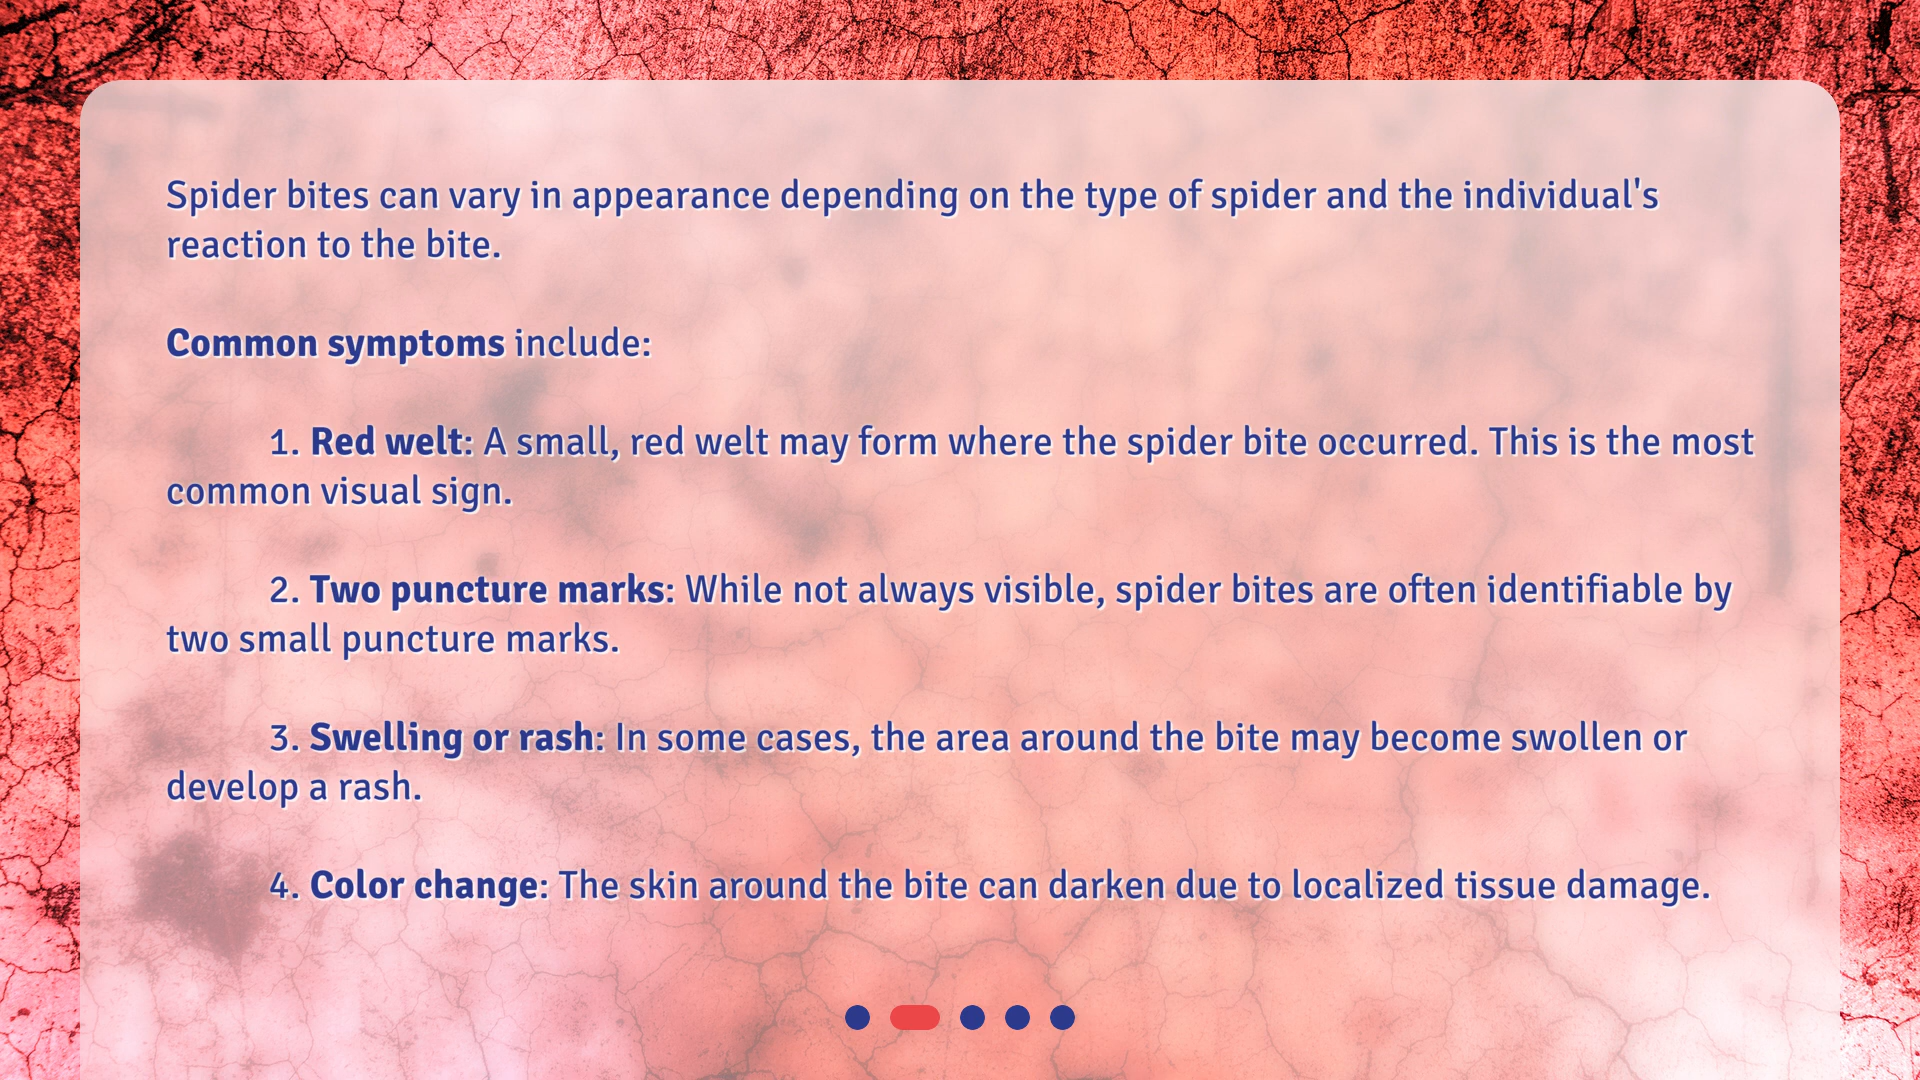 Spider bites can vary in appearance depending on the type of spider and the individual's
reaction to the bite.
Common symptoms include:
1. Red welt: A small, red welt may form where the spider bite occurred. This is the most
common visual sign.
2. Two puncture marks: While not always visible, spider bites are often identifiable by
two small puncture marks.
3. Swelling or rash: In some cases, the area around the bite may become swollen or
develop a rash.
4. Color change: The skin around the bite can darken due to localized tissue damage.